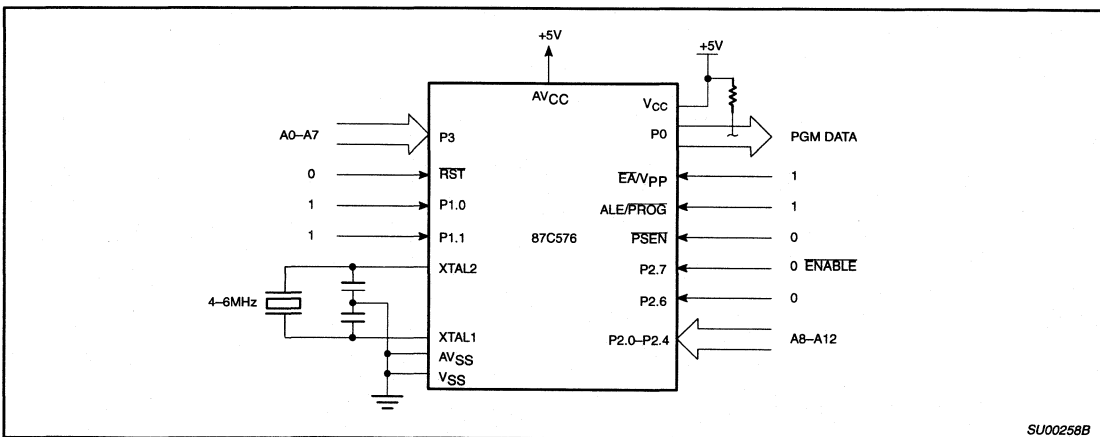 +5V
+5V
AVCC
VCC
A0–A7
P3
P0
PGM DATA
0
RST
EA/VPP
1
1
P1.0
ALE/PROG
1
1
P1.1
87C576
PSEN
0
XTAL2
P2.7
0 ENABLE
4–6MHz
P2.6
0
XTAL1
P2.0–P2.4
A8–A12
AVSS
VSS
SU00258B